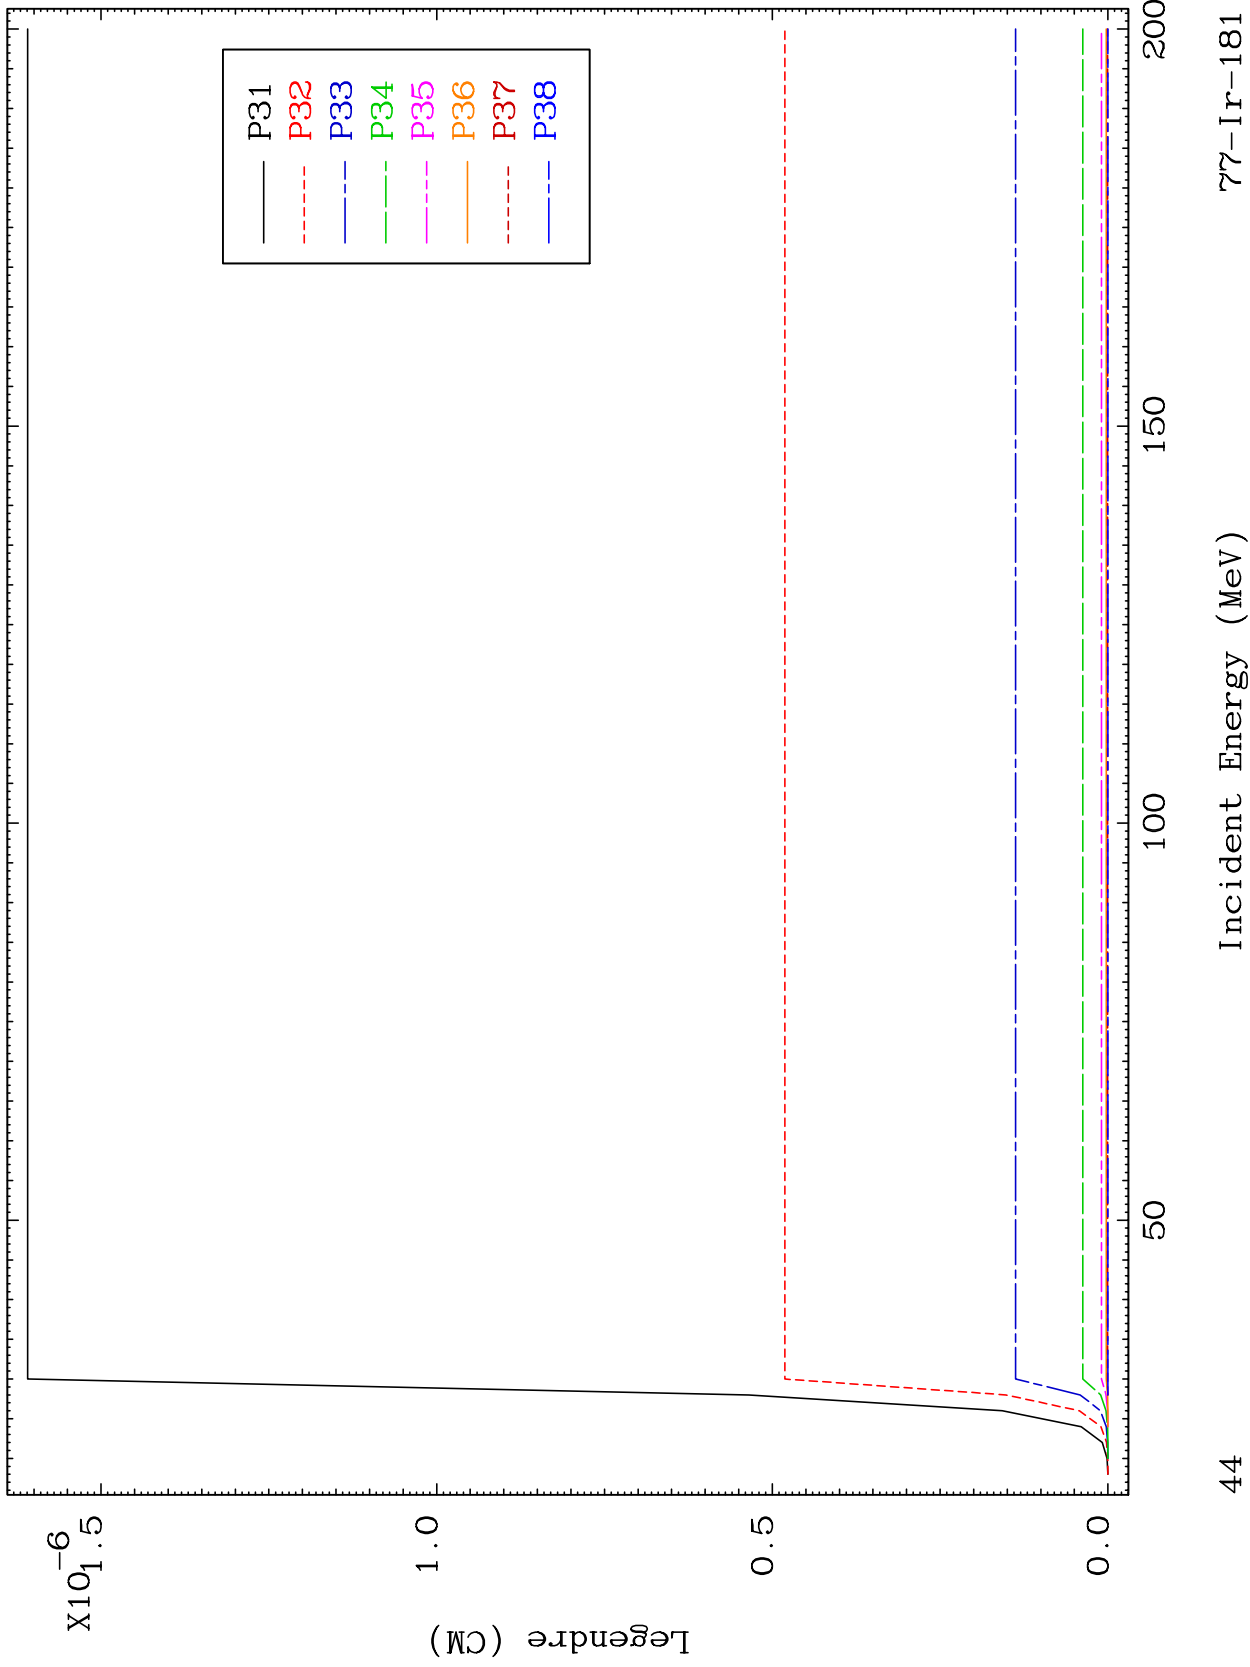 X10-6
1.5
1.0
0.5
0.0
Legendre (CM)
P31
P32
P33
P34
P35
P36
P37
P38
50
100
150
200
44
Incident Energy (MeV)
77-Ir-181